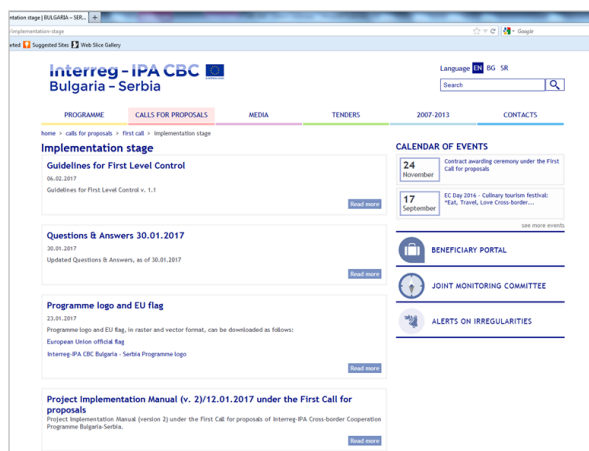 ntation stage | BULGARIA – SER...
/implementation-stage
Google
Suggested Sites
Web Slice Gallery
Interreg - IPA CBC
Bulgaria - Serbia
Language EN BG SR
Search
PROGRAMME
CALLS FOR PROPOSALS
MEDIA
TENDERS
2007-2013
CONTACTS
home > calls for proposals > first call > Implementation stage
Implementation stage
Guidelines for First Level Control
06.02.2017
Guidelines for First Level Control v. 1.1
Read more
Questions & Answers 30.01.2017
30.01.2017
Updated Questions & Answers, as of 30.01.2017
Read more
Programme logo and EU flag
23.01.2017
Programme logo and EU flag, in raster and vector format, can be downloaded as follows:
European Union official flag
Interreg-IPA CBC Bulgaria - Serbia Programme logo
Read more
Project Implementation Manual (v. 2)/12.01.2017 under the First Call for
proposals
Project Implementation Manual (version 2) under the First Call for proposals of Interreg-IPA Cross-border Cooperation
Programme Bulgaria-Serbia.
Read more
CALENDAR OF EVENTS
24
November
Contract awarding ceremony under the First
Call for proposals
17
September
EC Day 2016 - Culinary tourism festival:
"Eat, Travel, Love Cross-border...
see more events
BENEFICIARY PORTAL
JOINT MONITORING COMMITTEE
ALERTS ON IRREGULARITIES